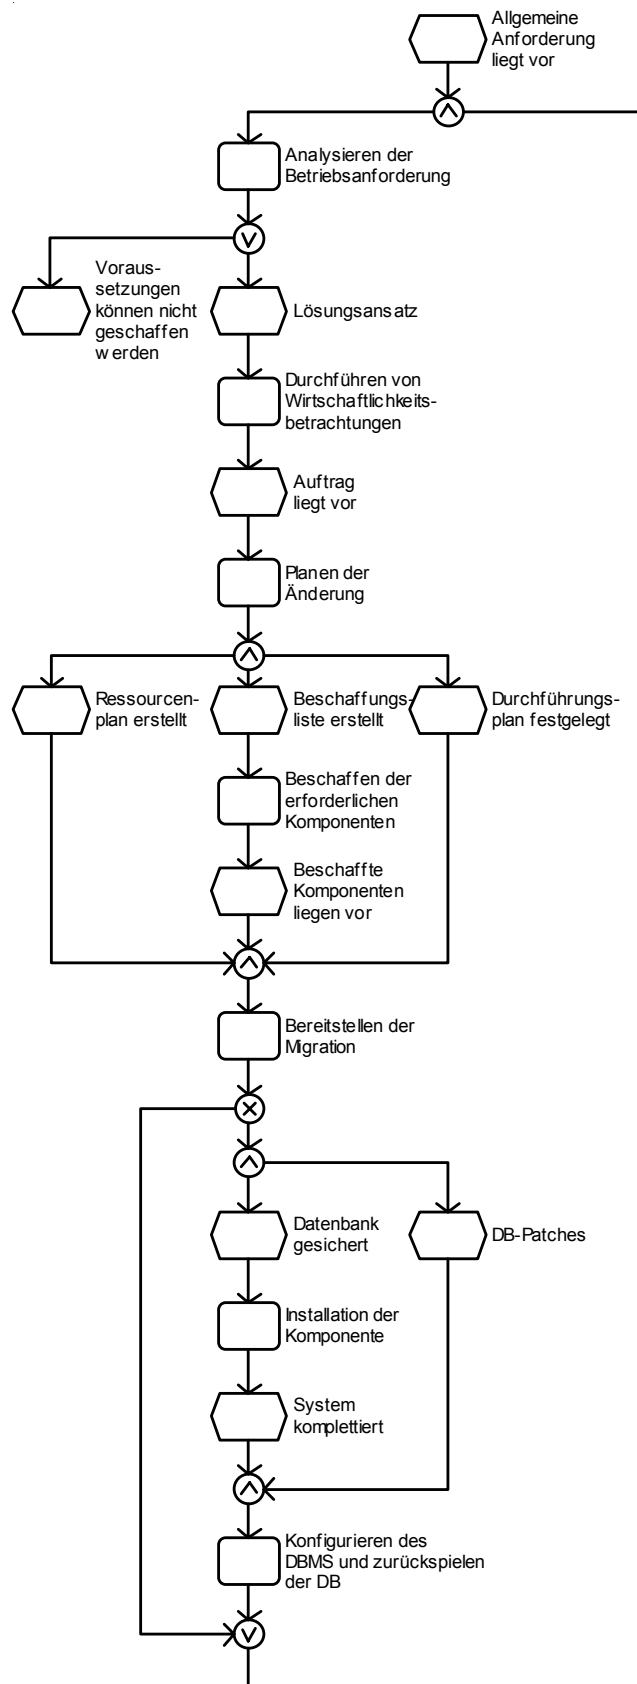 Allgemeine
Anforderung
liegt vor
Analysieren der
Betriebsanforderung
Voraus-
setzungen
können nicht
geschaffen
werden
Lösungsansatz
Durchführen von
Wirtschaftlichkeits-
betrachtungen
Auftrag
liegt vor
Planen der
Änderung
Ressourcen-
plan erstellt
Beschaffungs-
liste erstellt
Durchführungs-
plan festgelegt
Beschaffen der
erforderlichen
Komponenten
Beschaffte
Komponenten
liegen vor
Bereitstellen der
Migration
Datenbank
gesichert
DB-Patches
Installation der
Komponente
System
komplettiert
Konfigurieren des
DBMS und zurückspielen
der DB